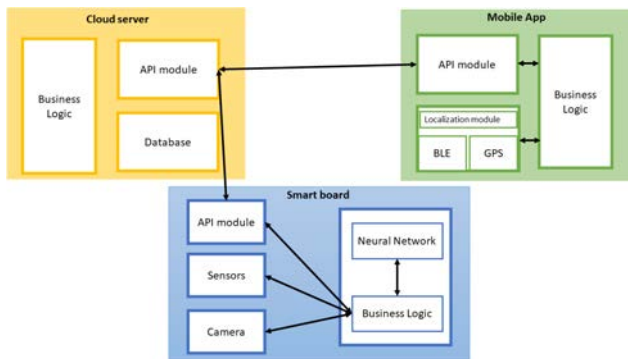 Cloud server
Business
Logic
API module
Database
Mobile App
API module
Localization module
BLE
GPS
Business
Logic
Smart board
API module
Sensors
Camera
Neural Network
Business Logic